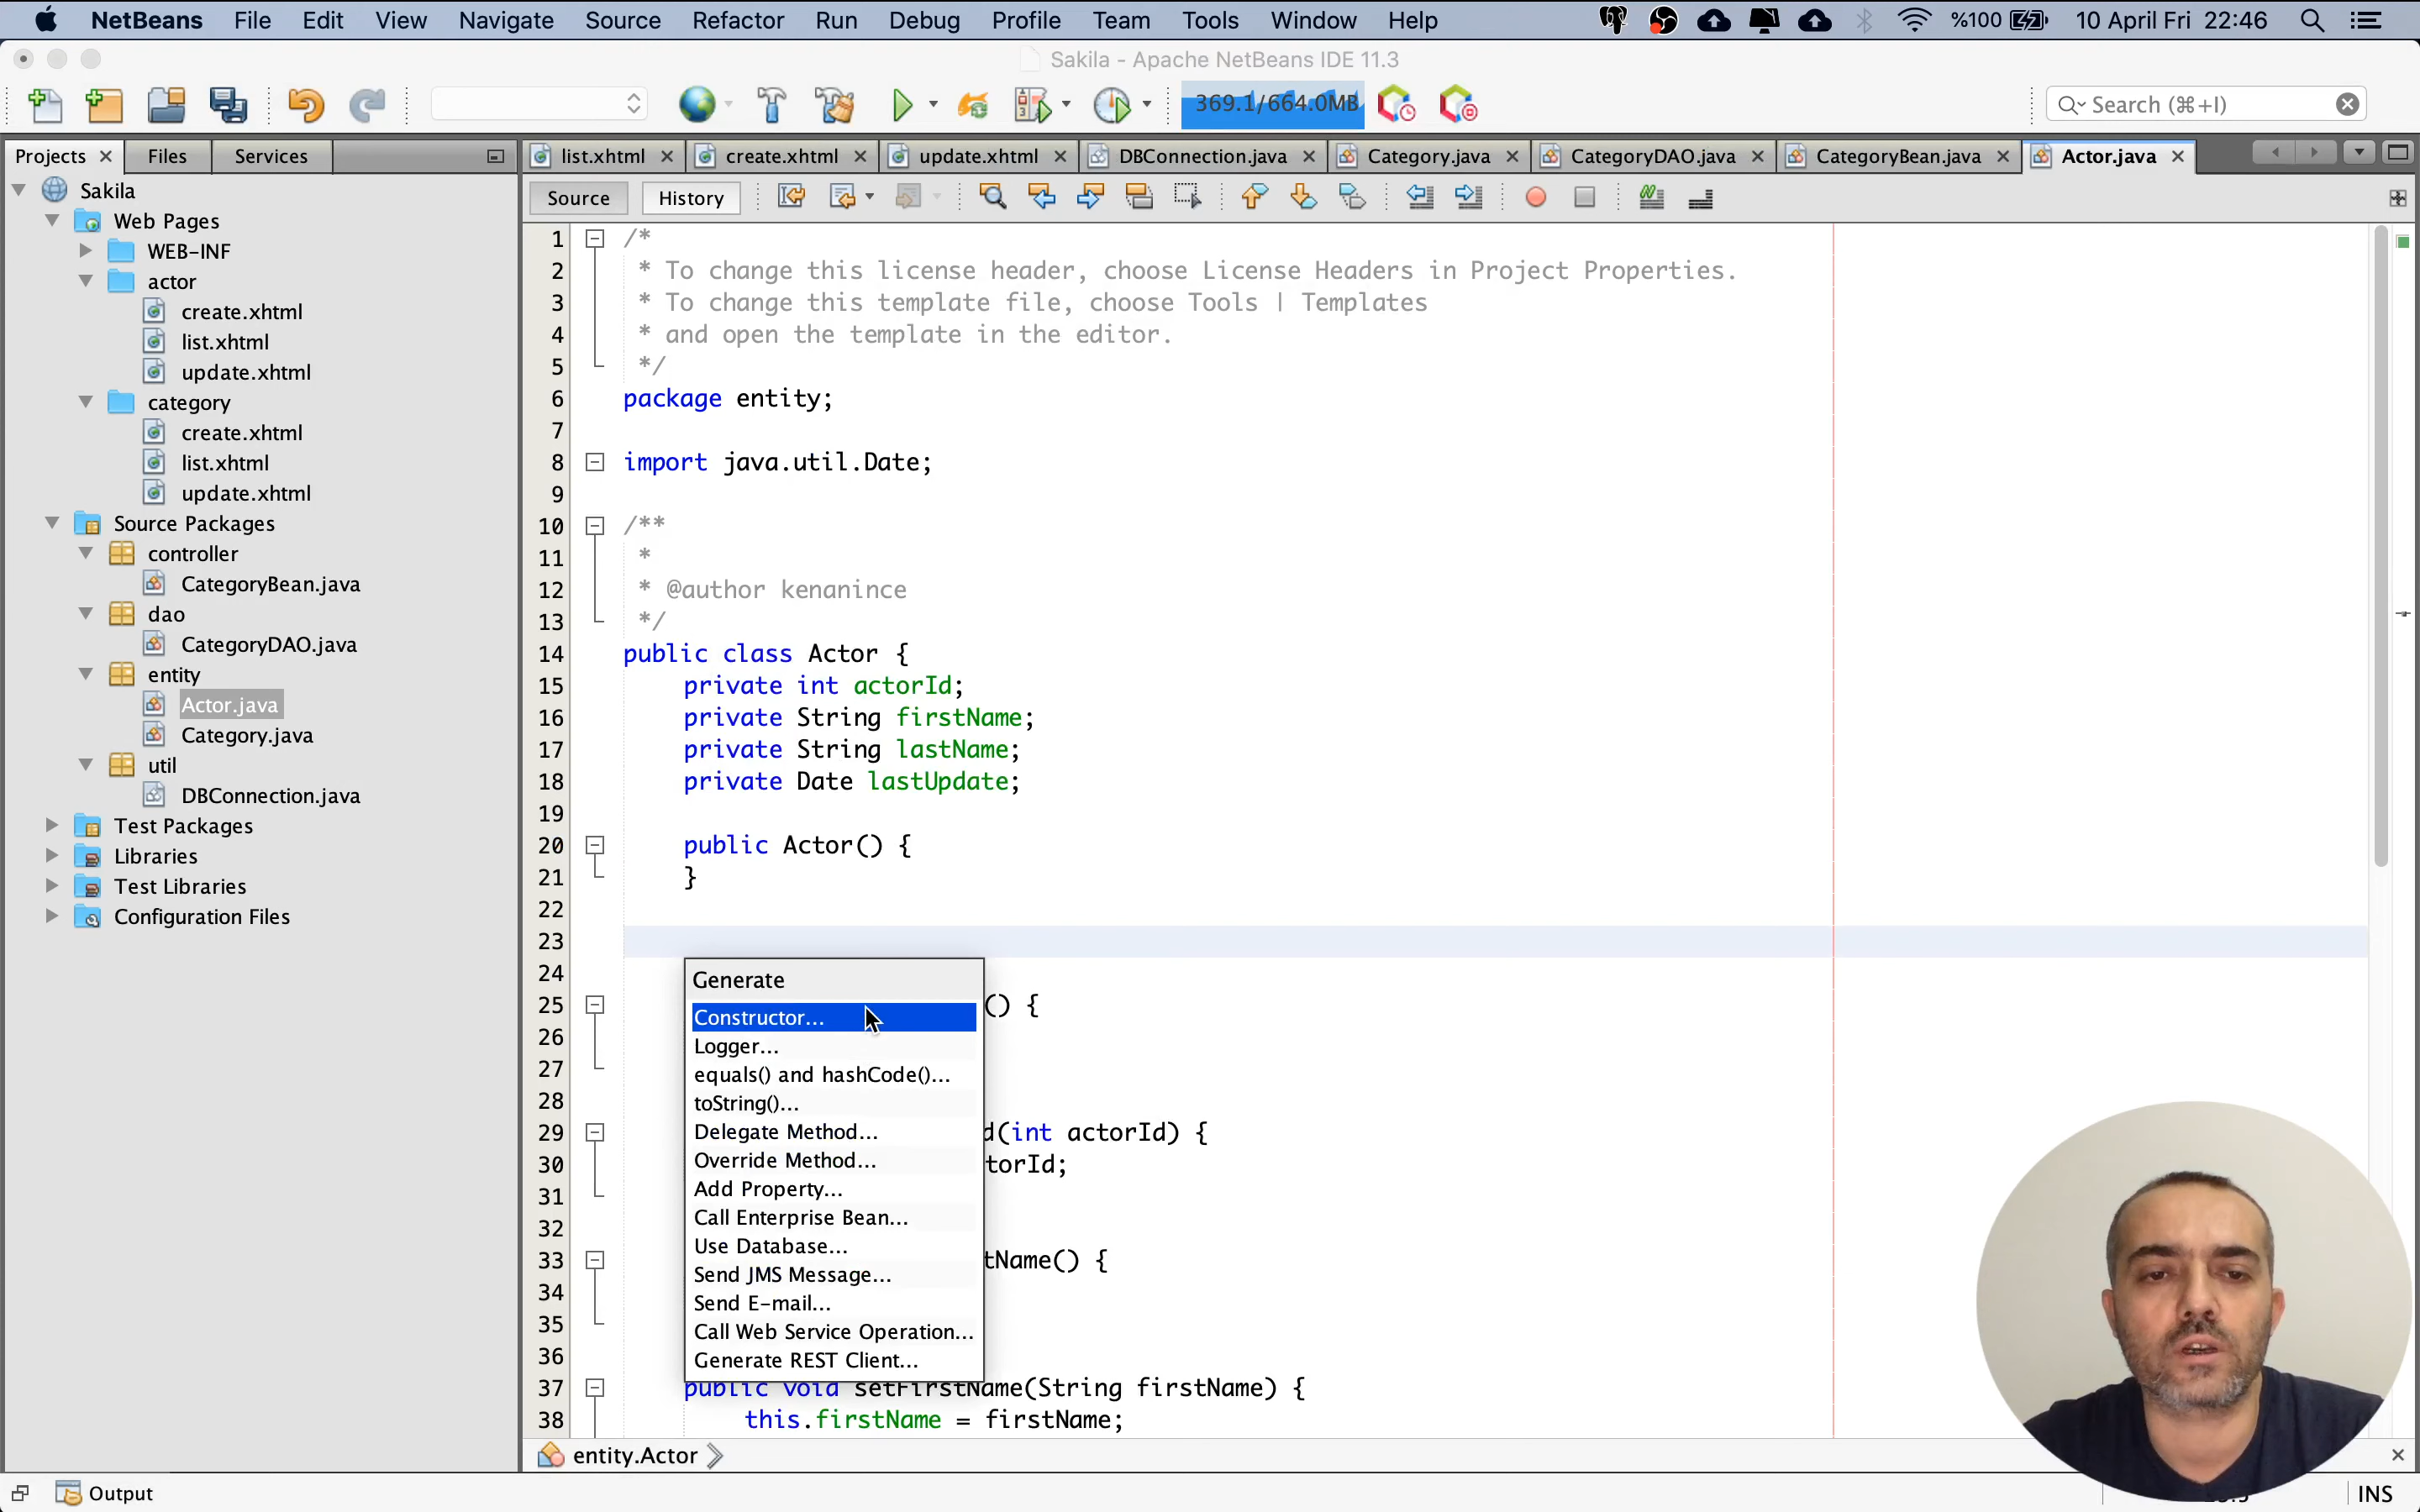 NetBeans File Edit View Navigate Source Refactor Run Debug Profile Team Tools Window Help %100 10 April Fri 22:46
Sakila - Apache NetBeans IDE 11.3
369.1/664.0MB Search (⌘+I)
Projects Files Services
list.xhtml create.xhtml update.xhtml DBConnection.java Category.java CategoryDAO.java CategoryBean.java Actor.java
Source History
Sakila
Web Pages
WEB-INF
actor
create.xhtml
list.xhtml
update.xhtml
category
create.xhtml
list.xhtml
update.xhtml
Source Packages
controller
CategoryBean.java
dao
CategoryDAO.java
entity
Actor.java
Category.java
util
DBConnection.java
Test Packages
Libraries
Test Libraries
Configuration Files
1 /*
2 * To change this license header, choose License Headers in Project Properties.
3 * To change this template file, choose Tools | Templates
4 * and open the template in the editor.
5 */
6 package entity;
7
8 import java.util.Date;
9
10 /**
11 *
12 * @author kenanince
13 */
14 public class Actor {
15 private int actorId;
16 private String firstName;
17 private String lastName;
18 private Date lastUpdate;
19
20 public Actor() {
21 }
22
23
24
25 () {
26
27
28
29 d(int actorId) {
30 torId;
31
32
33 tName() {
34
35
36
37 public void setFirstName(String firstName) {
38 this.firstName = firstName;
Generate
Constructor...
Logger...
equals() and hashCode()...
toString()...
Delegate Method...
Override Method...
Add Property...
Call Enterprise Bean...
Use Database...
Send JMS Message...
Send E-mail...
Call Web Service Operation...
Generate REST Client...
entity.Actor
Output
INS